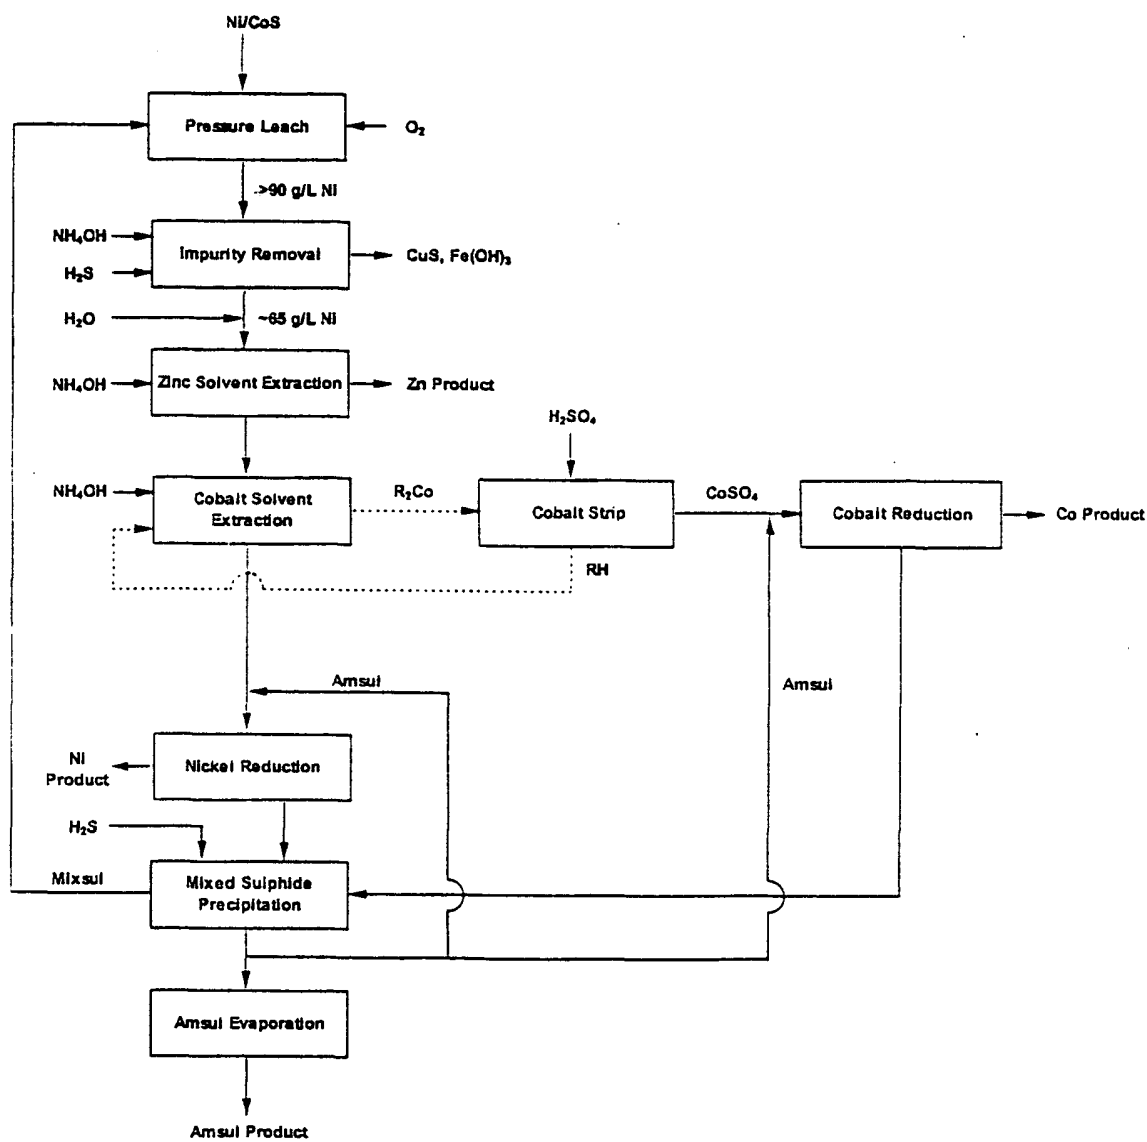 Ni/CoS
Pressure Leach
O₂
>90 g/L Ni
NH₄OH
Impurity Removal
CuS, Fe(OH)₃
H₂S
H₂O
~65 g/L Ni
NH₄OH
Zinc Solvent Extraction
Zn Product
H₂SO₄
NH₄OH
Cobalt Solvent
Extraction
R₂Co
Cobalt Strip
CoSO₄
Cobalt Reduction
Co Product
RH
Amsul
Amsul
Ni
Product
Nickel Reduction
H₂S
Mixsul
Mixed Sulphide
Precipitation
Amsul Evaporation
Amsul Product